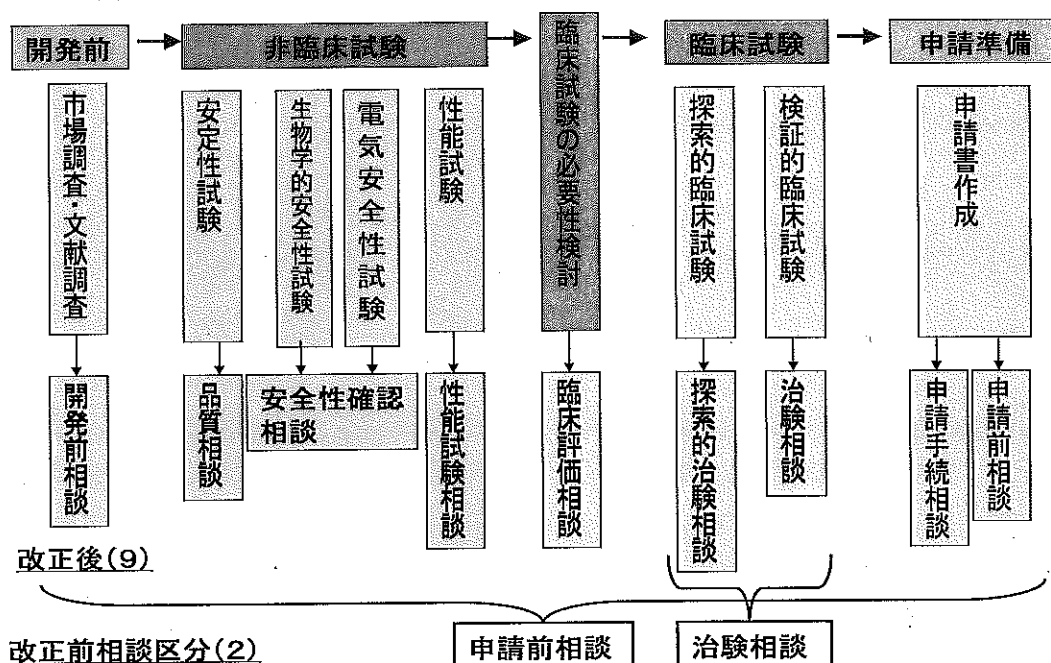 開発前
非臨床試験
臨床試験の必要性検討
臨床試験
申請準備
市場調査・文献調査
安定性試験
生物学的安全性試験
電気安全性試験
性能試験
探索的臨床試験
検証的臨床試験
申請書作成
開発前相談
品質相談
安全性確認
相談
性能試験相談
臨床評価相談
探索的治験相談
治験相談
申請手続相談
申請前相談
改正後(9)
改正前相談区分(2)
申請前相談
治験相談